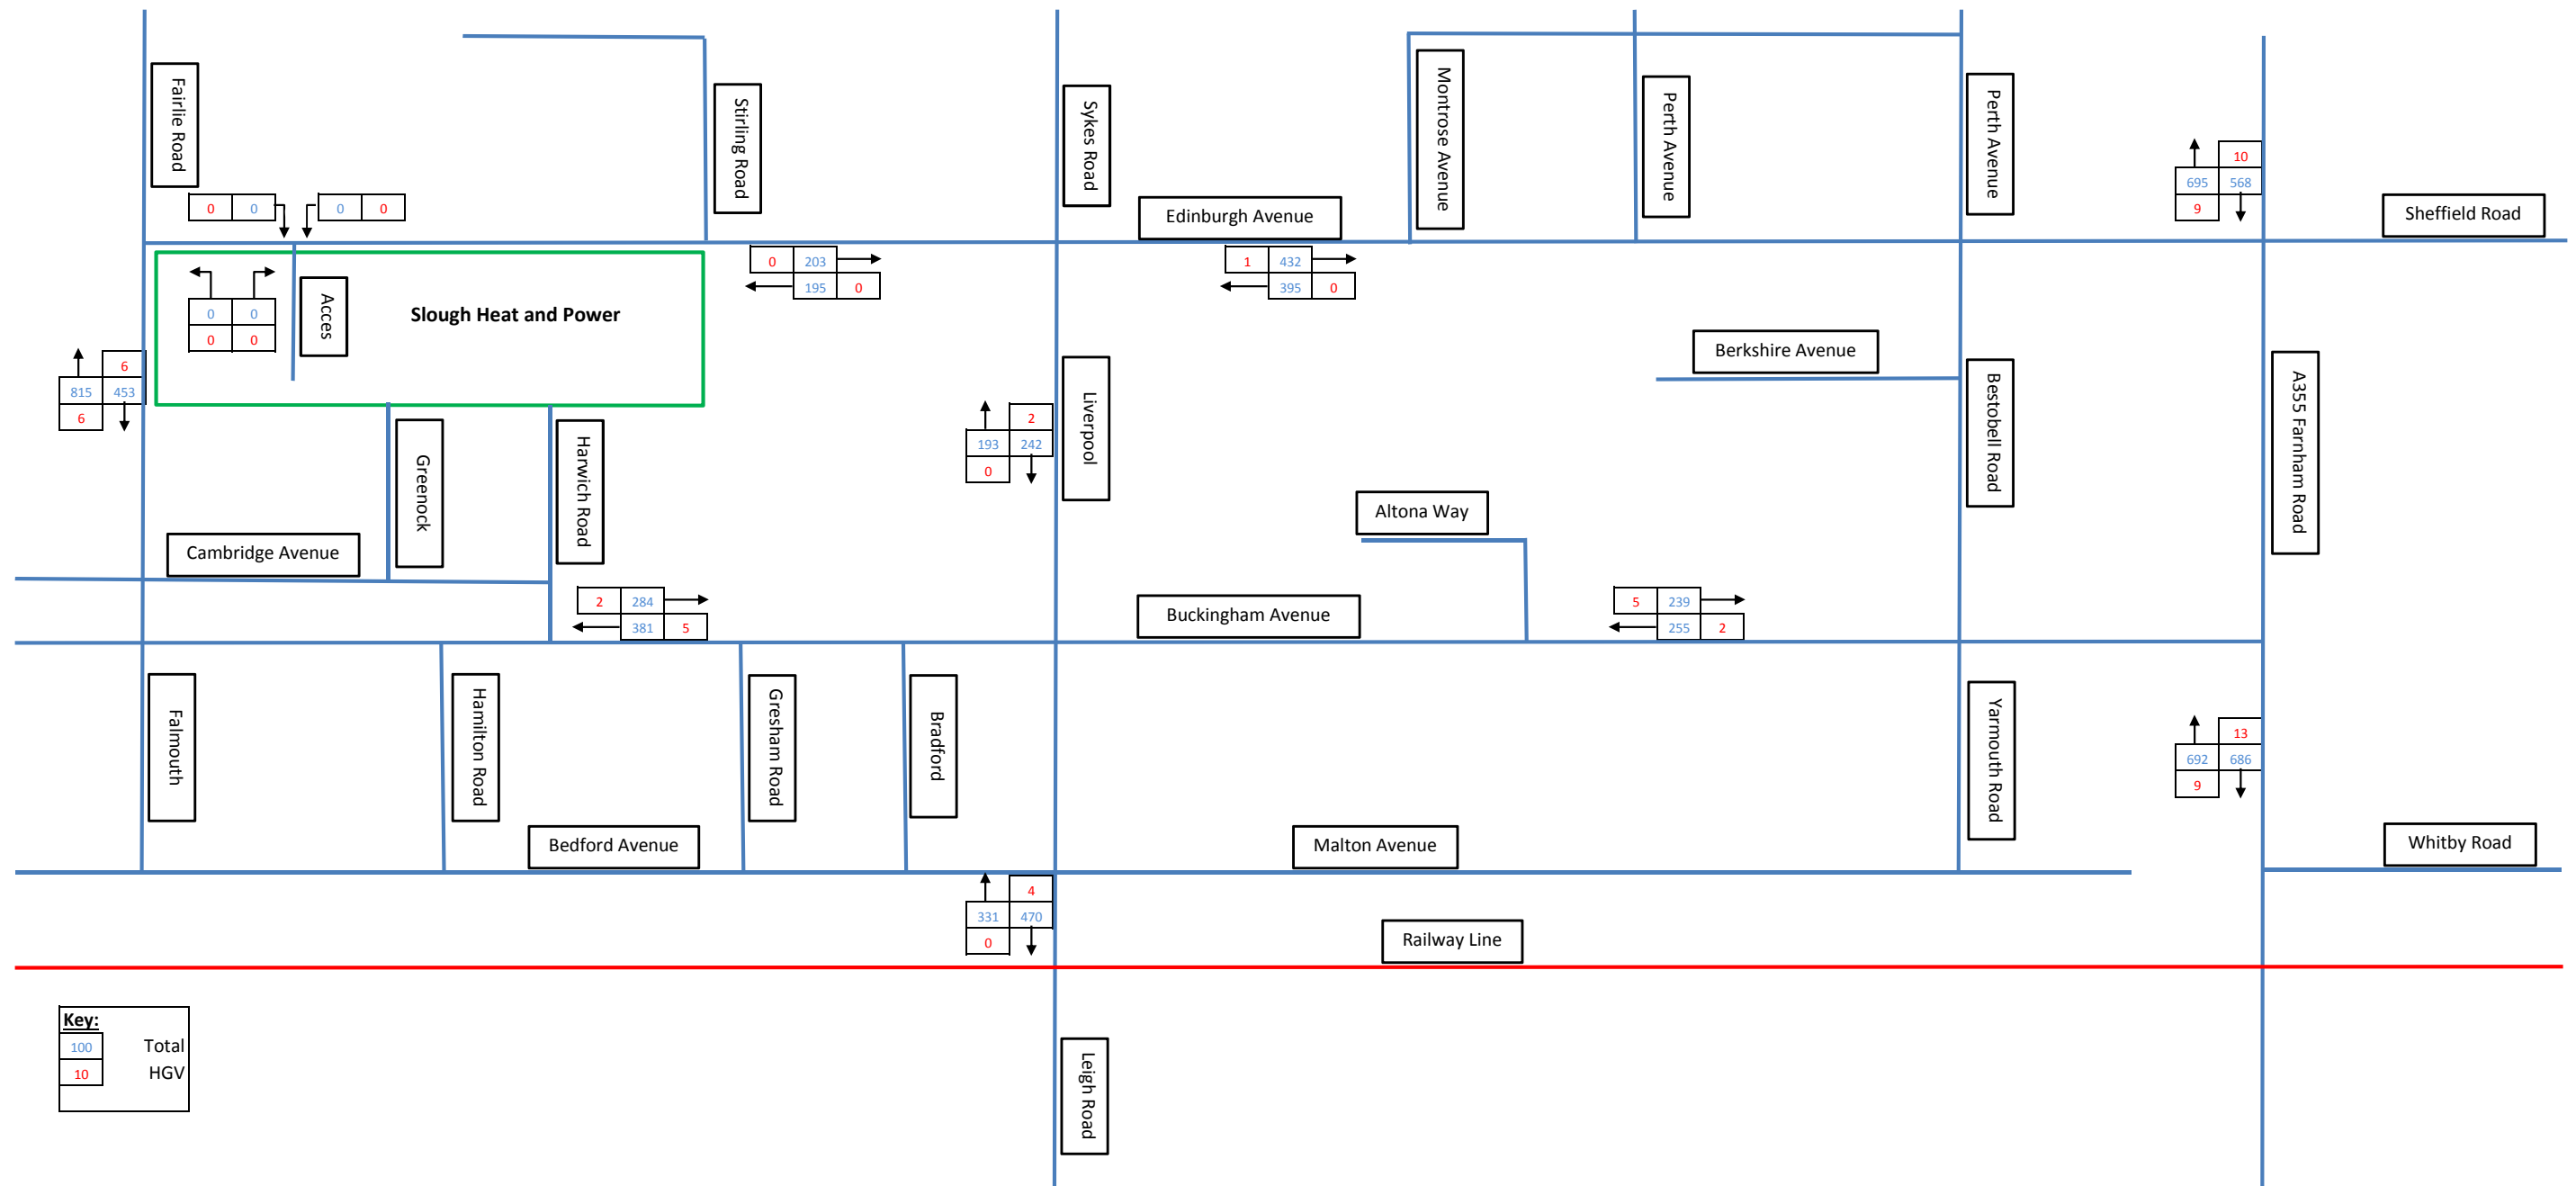 Fairlie Road
Stirling Road
Sykes Road
Montrose Avenue
Perth Avenue
Perth Avenue
10
695 568
9
Sheffield Road
0 0
0 0
Edinburgh Avenue
0 203
195 0
1 432
395 0
Acces
Slough Heat and Power
0 0
0 0
6
815 453
6
Berkshire Avenue
Liverpool
2
193 242
0
Bestobell Road
A355 Farnham Road
Greenock
Harwich Road
Altona Way
Cambridge Avenue
2 284
381 5
Buckingham Avenue
5 239
255 2
Falmouth
Hamilton Road
Gresham Road
Bradford
Yarmouth Road
13
692 686
9
Bedford Avenue
Malton Avenue
Whitby Road
4
331 470
0
Railway Line
Key:
100 Total
10 HGV
Leigh Road